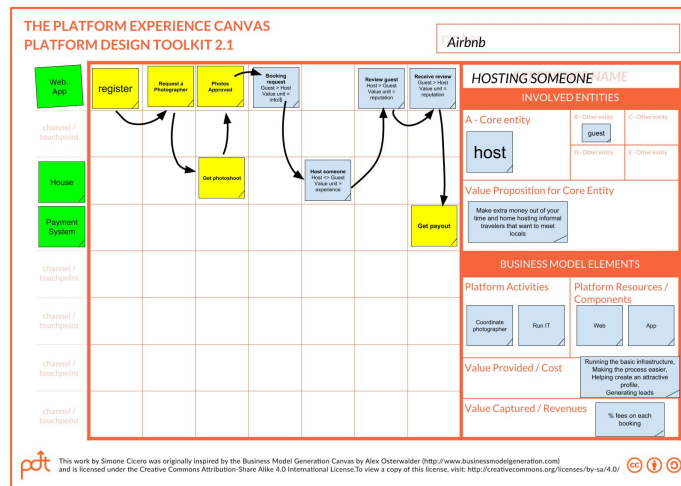 THE PLATFORM EXPERIENCE CANVAS
PLATFORM DESIGN TOOLKIT 2.1
Airbnb
HOSTING SOMEONE
NAME
INVOLVED ENTITIES
Web,
App
register
Request a
Photographer
Photos
Approved
Booking
request
Guest > Host
Value unit =
info/$
Review guest
Host > Guest
Value unit =
reputation
Receive review
Guest > Host
Value unit =
reputation
channel /
touchpoint
House
Get photoshoot
Host someone
Host <> Guest
Value unit =
experience
Payment
System
Get payout
channel /
touchpoint
channel /
touchpoint
channel /
touchpoint
channel /
touchpoint
A - Core entity
host
B - Other entity
guest
C - Other entity
D - Other entity
E - Other entity
Value Proposition for Core Entity
Make extra money out of your
time and home hosting informal
travelers that want to meet
locals
BUSINESS MODEL ELEMENTS
Platform Activities
Coordinate
photographer
Run IT
Platform Resources /
Components
Web
App
Value Provided / Cost
Running the basic infrastructure,
Making the process easier,
Helping create an attractive
profile,
Generating leads
Value Captured / Revenues
% fees on each
booking
pdt
This work by Simone Cicero was originally inspired by the Business Model Generation Canvas by Alex Osterwalder (http://www.businessmodelgeneration.com)
and is licensed under the Creative Commons Attribution-Share Alike 4.0 International License.To view a copy of this license, visit: http://creativecommons.org/licenses/by-sa/4.0/
cc